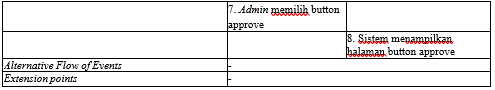 7. Admin memilih button
approve
8. Sistem menampilkan
halaman button approve
Alternative Flow of Events -
Extension points -